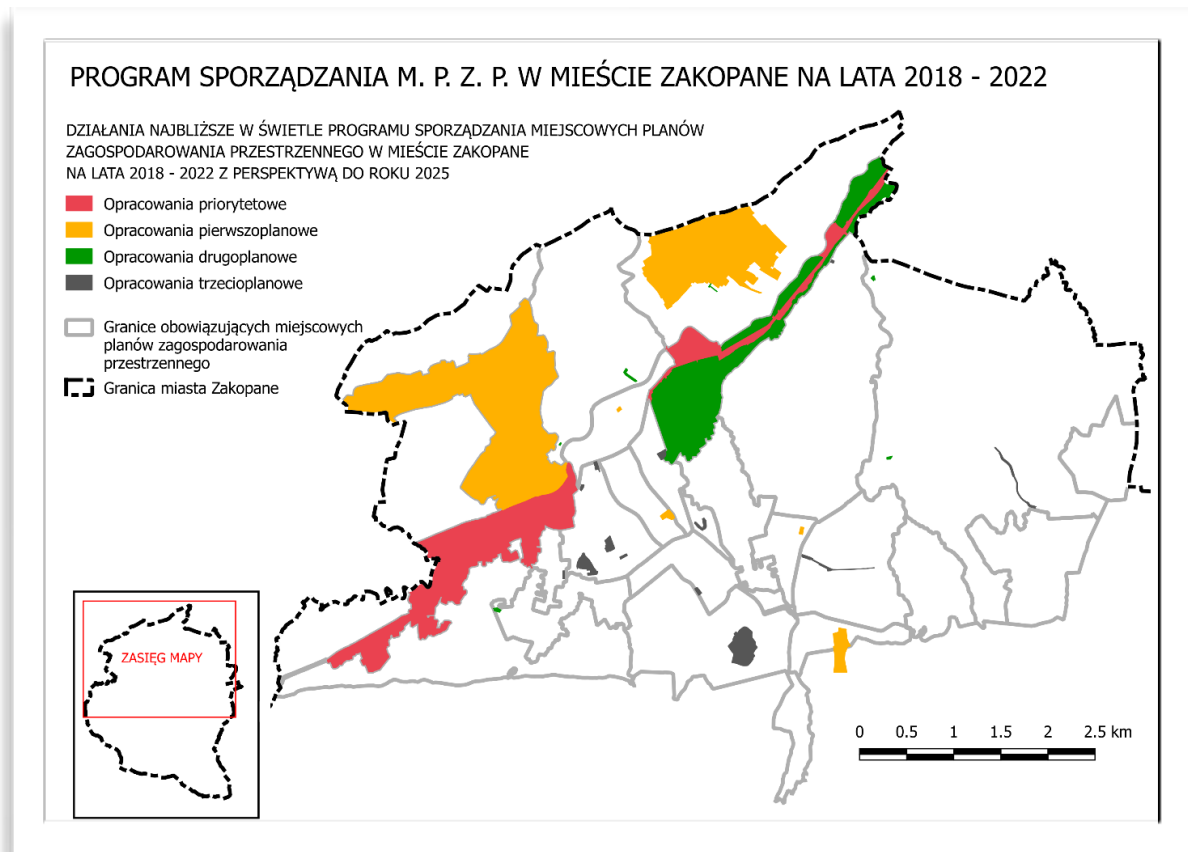 PROGRAM SPORZĄDZANIA M. P. Z. P. W MIEŚCIE ZAKOPANE NA LATA 2018 - 2022
DZIAŁANIA NAJBLIŻSZE W ŚWIETLE PROGRAMU SPORZĄDZANIA MIEJSCOWYCH PLANÓW
ZAGOSPODAROWANIA PRZESTRZENNEGO W MIEŚCIE ZAKOPANE
NA LATA 2018 - 2022 Z PERSPEKTYWĄ DO ROKU 2025
Opracowania priorytetowe
Opracowania pierwszoplanowe
Opracowania drugoplanowe
Opracowania trzecioplanowe
Granice obowiązujących miejscowych
planów zagospodarowania
przestrzennego
Granica miasta Zakopane
ZASIĘG MAPY
0 0.5 1 1.5 2 2.5 km